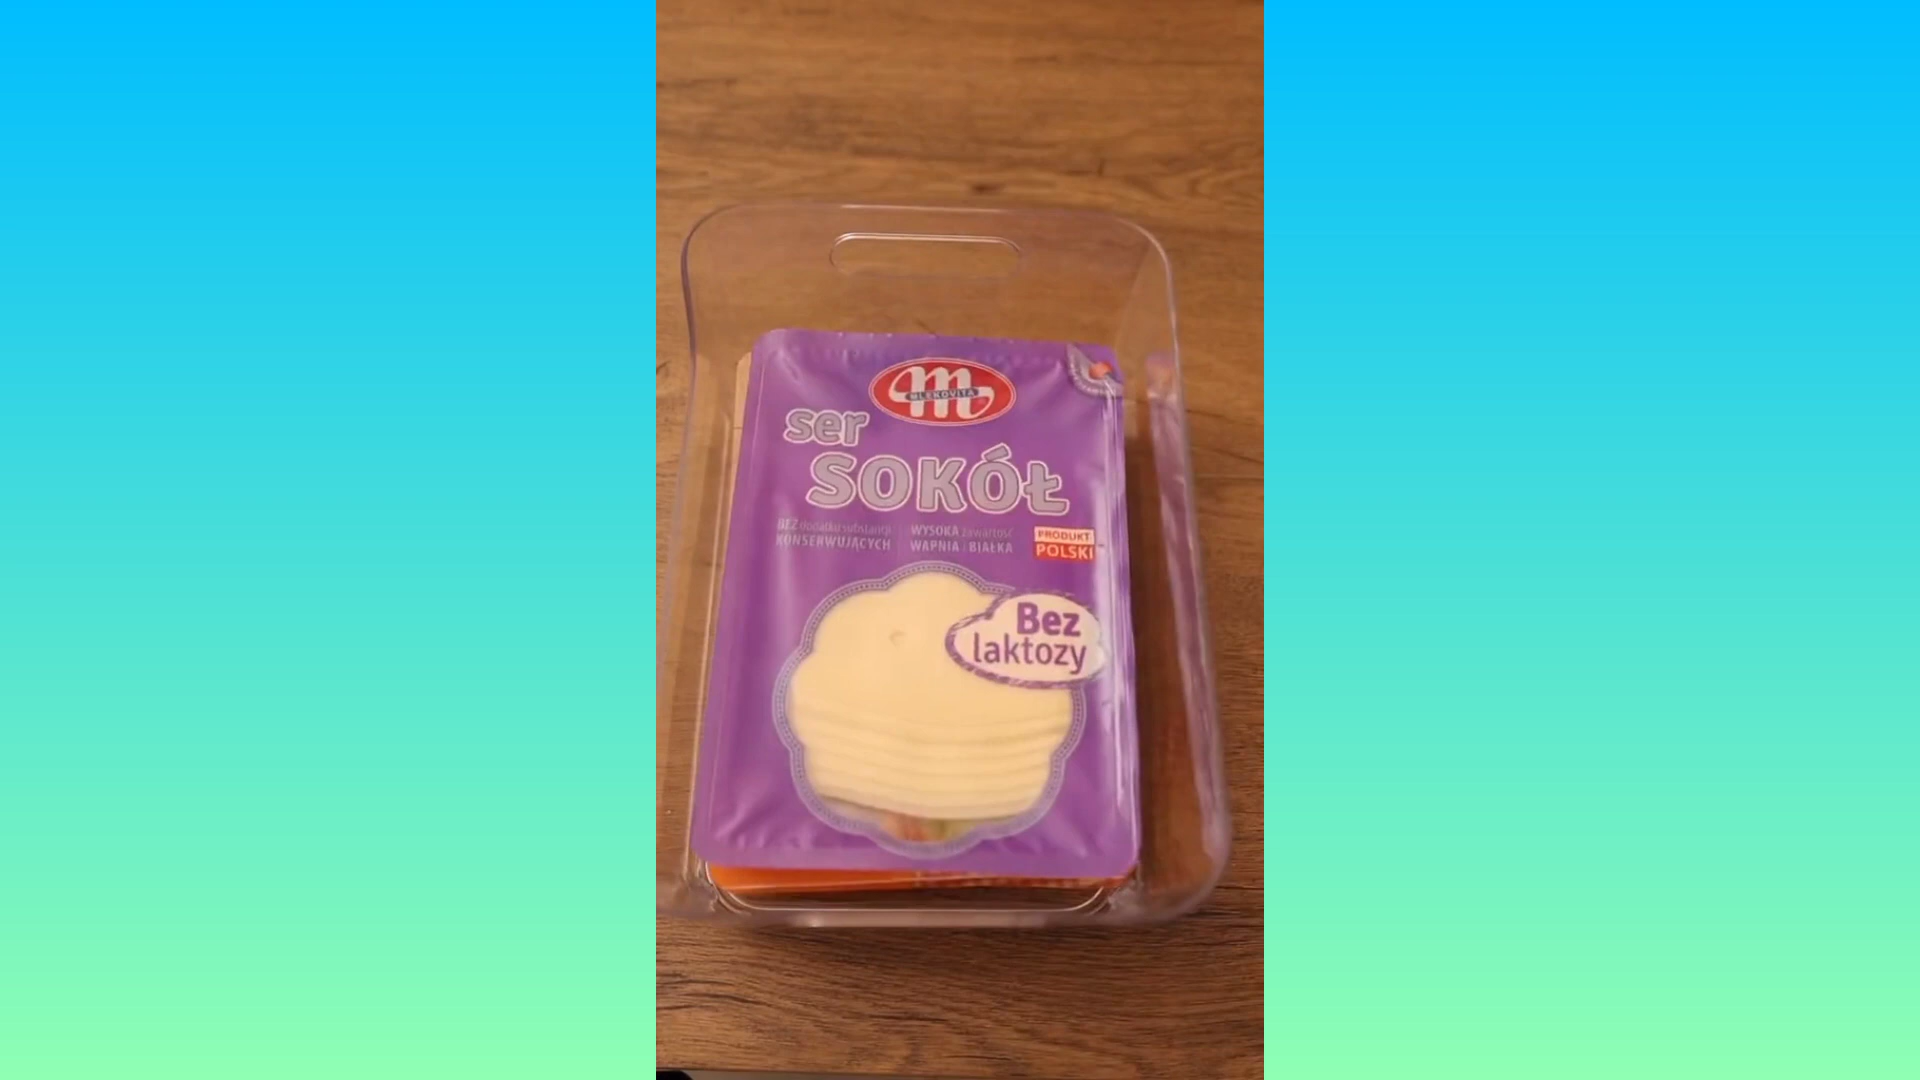 MLEKOVITA
ser
SOKÓŁ
BEZ dodatku substancji
KONSERWUJĄCYCH
WYSOKA zawartość
WAPNIA i BIAŁKA
PRODUKT
POLSKI
Bez
laktozy